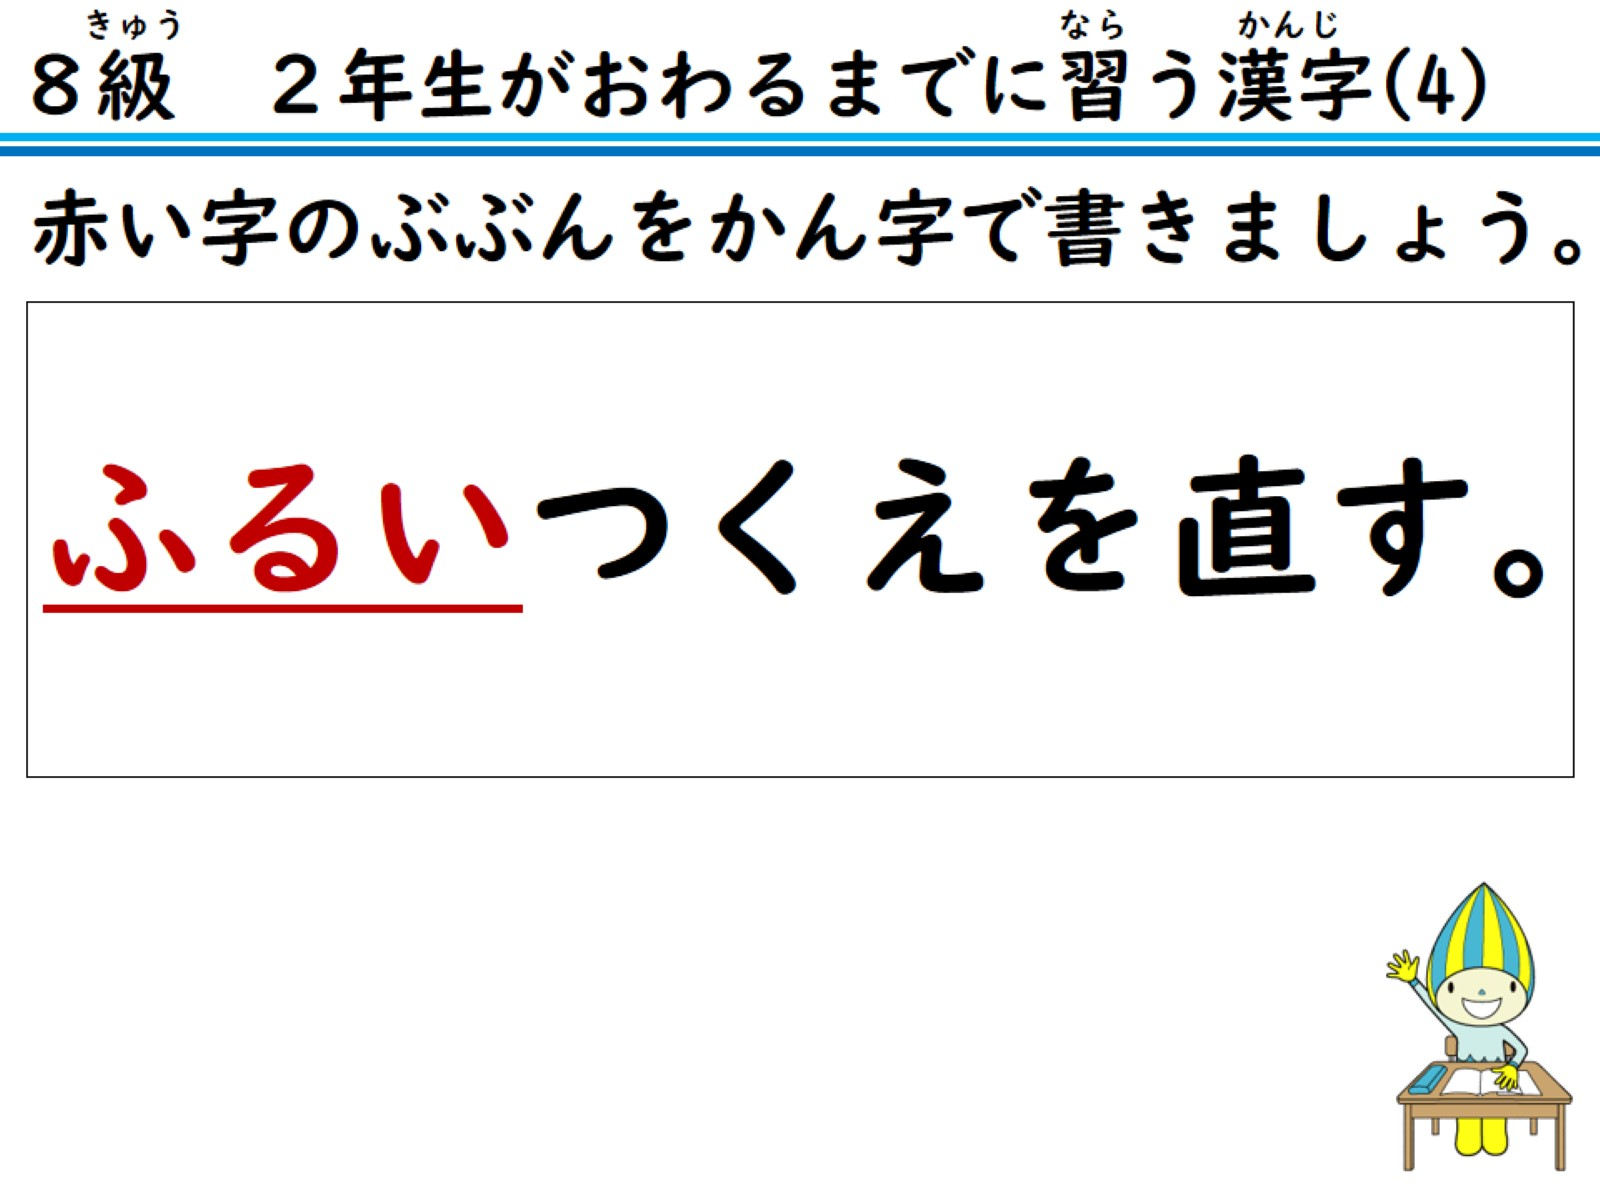 きゅう なら かんじ
８級　２年生がおわるまでに習う漢字(4)
赤い字のぶぶんをかん字で書きましょう。
ふるいつくえを直す。